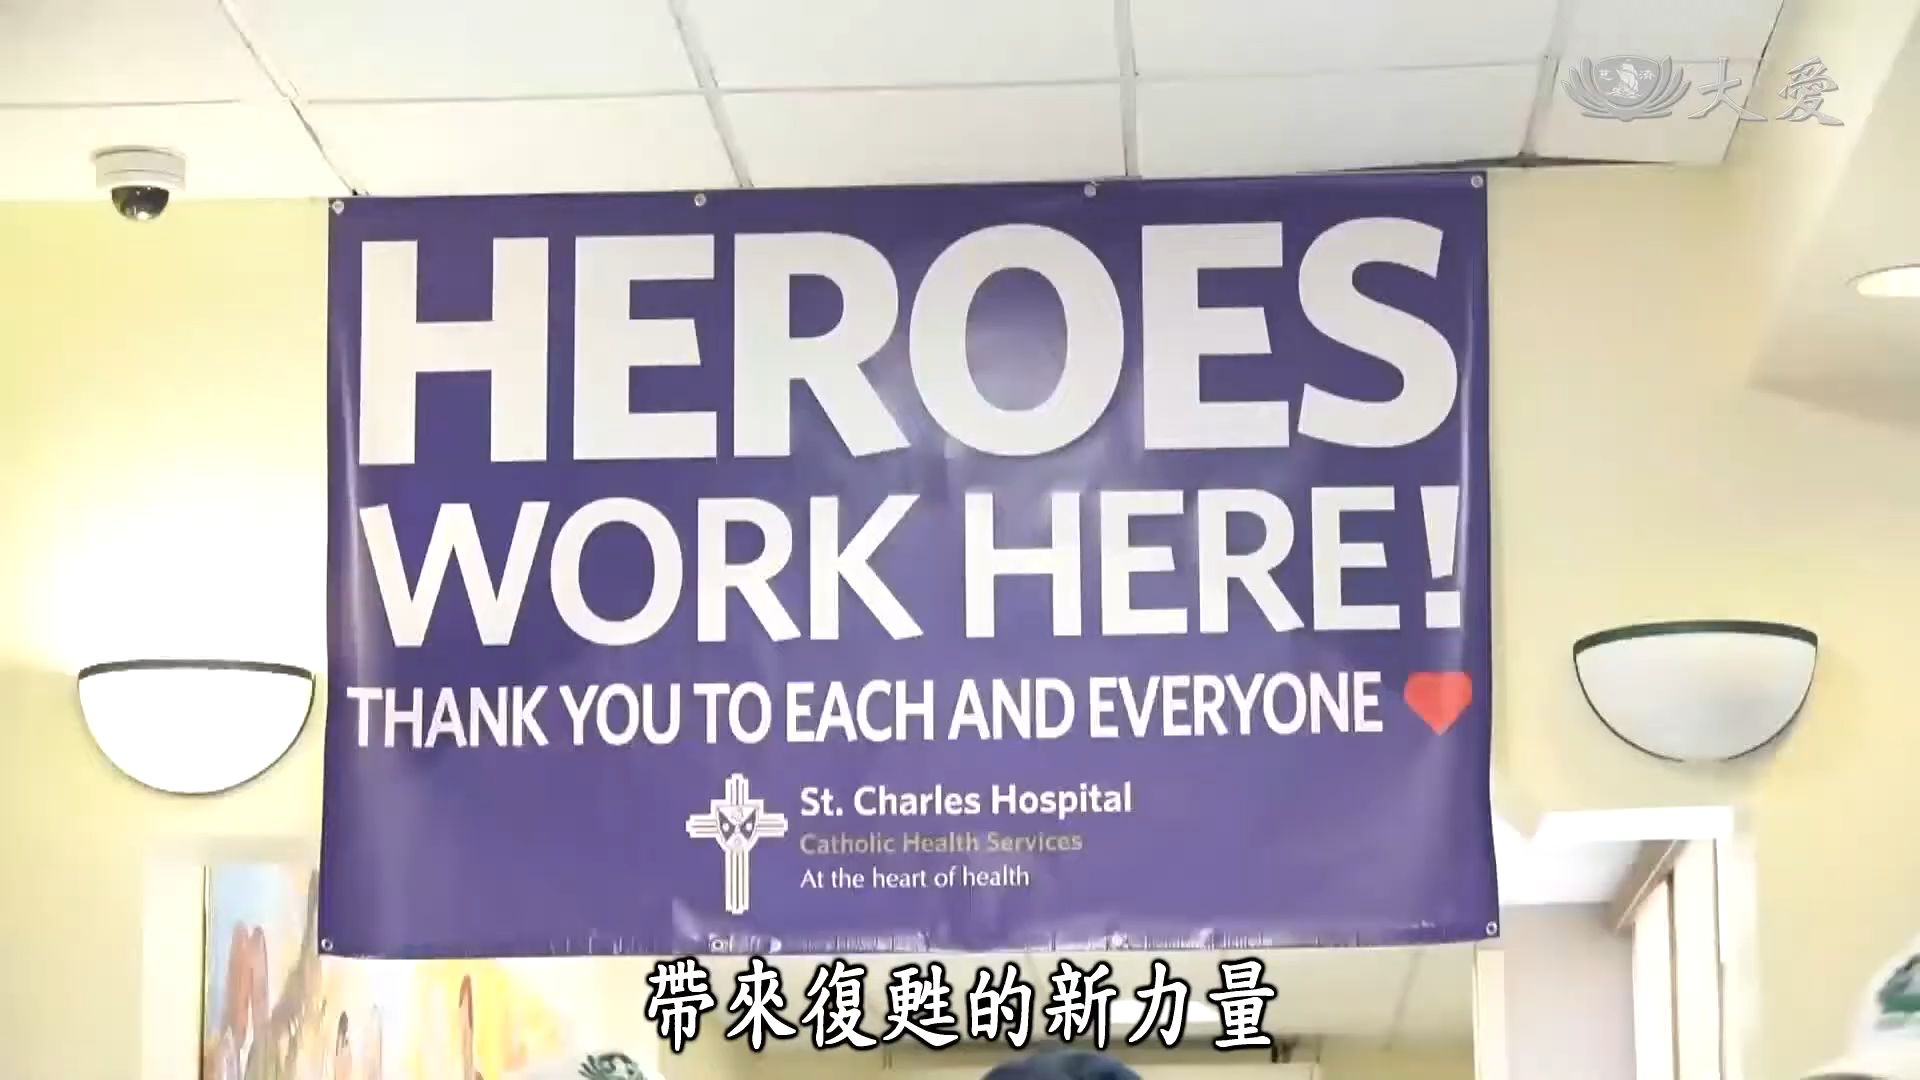 大愛
HEROES
WORK HERE!
THANK YOU TO EACH AND EVERYONE
St. Charles Hospital
Catholic Health Services
At the heart of health
帶來復甦的新力量